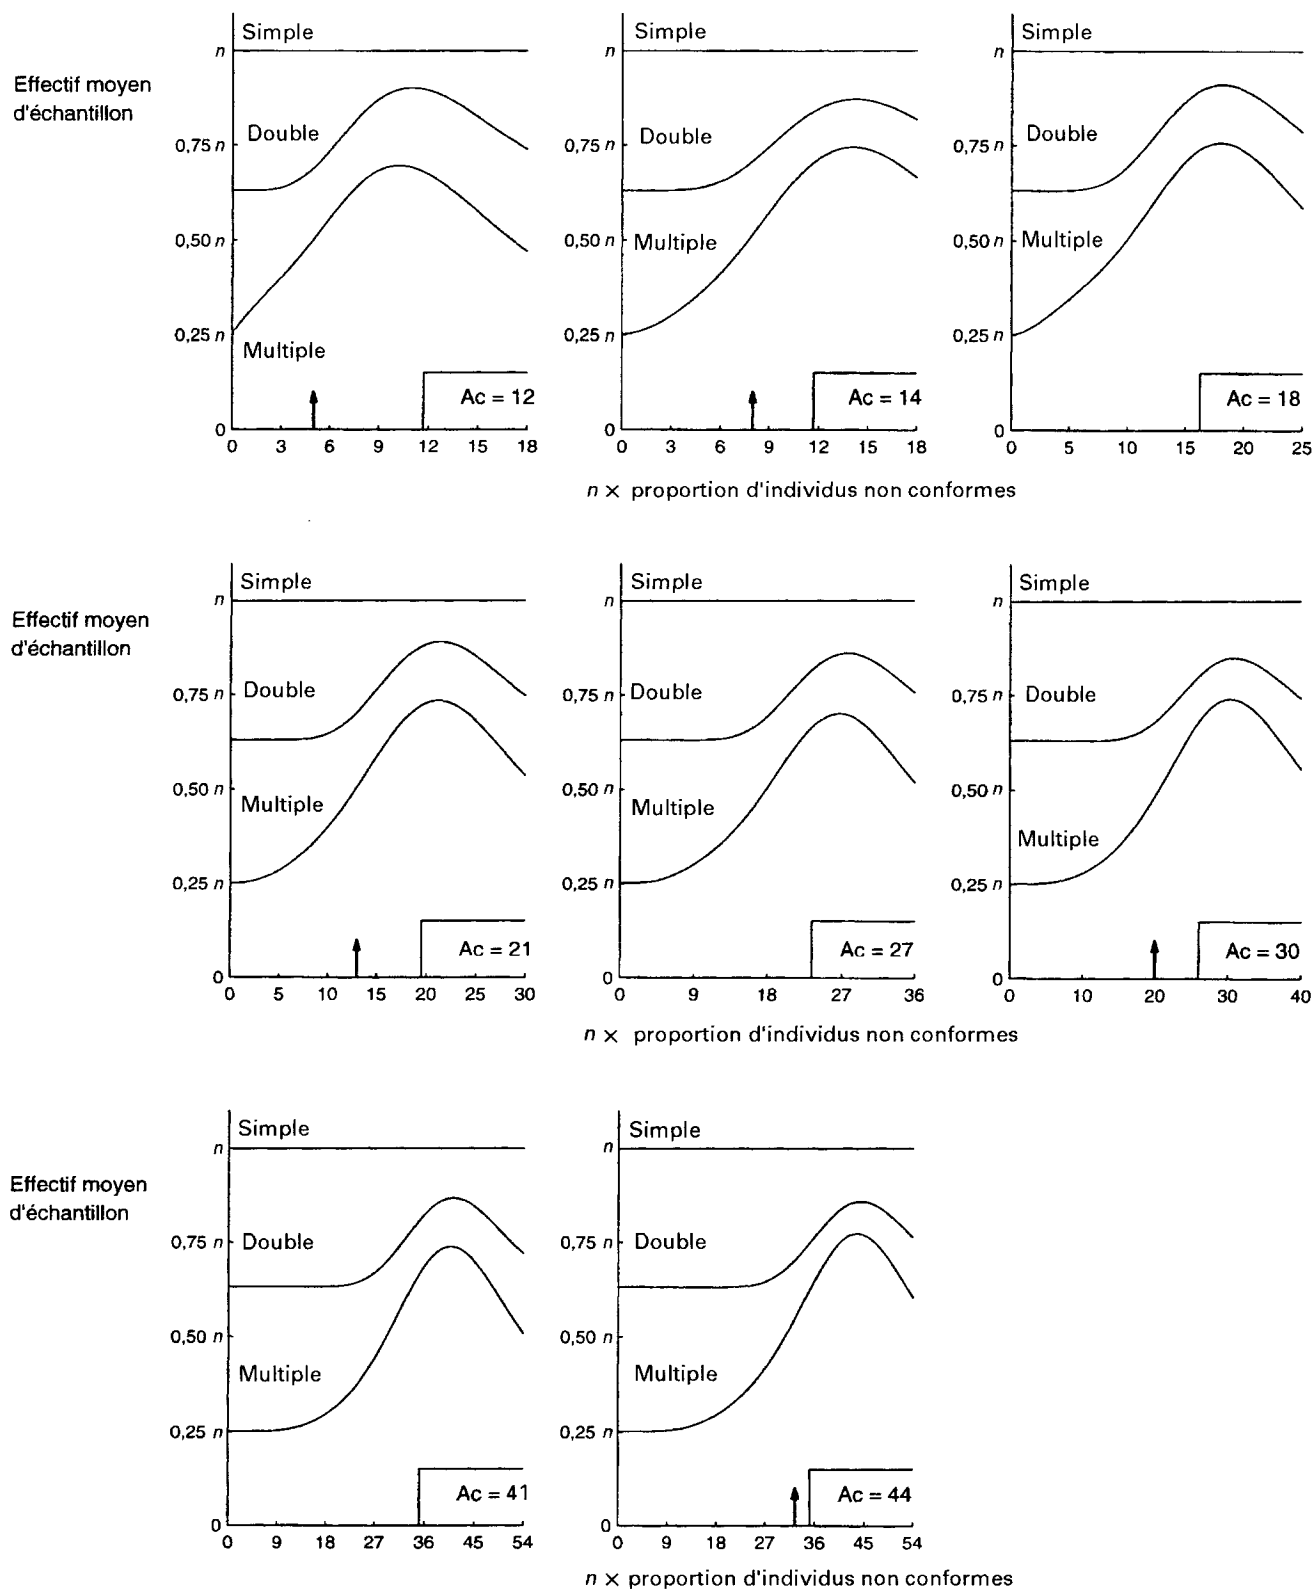 Effectif moyen
d'échantillon
Simple
n
Double
0,75 n
0,50 n
0,25 n
Multiple
Ac = 12
0
0 3 6 9 12 15 18
Simple
n
Double
0,75 n
Multiple
0,50 n
0,25 n
Ac = 14
0
0 3 6 9 12 15 18
Simple
n
Double
0,75 n
Multiple
0,50 n
0,25 n
Ac = 18
0
0 5 10 15 20 25
n × proportion d'individus non conformes
Effectif moyen
d'échantillon
Simple
n
Double
0,75 n
0,50 n
Multiple
0,25 n
Ac = 21
0
0 5 10 15 20 25 30
Simple
n
Double
0,75 n
0,50 n
Multiple
0,25 n
Ac = 27
0
0 9 18 27 36
Simple
n
Double
0,75 n
0,50 n
Multiple
0,25 n
Ac = 30
0
0 10 20 30 40
n × proportion d'individus non conformes
Effectif moyen
d'échantillon
Simple
n
Double
0,75 n
0,50 n
Multiple
0,25 n
Ac = 41
0
0 9 18 27 36 45 54
Simple
n
Double
0,75 n
0,50 n
Multiple
0,25 n
Ac = 44
0
0 9 18 27 36 45 54
n × proportion d'individus non conformes